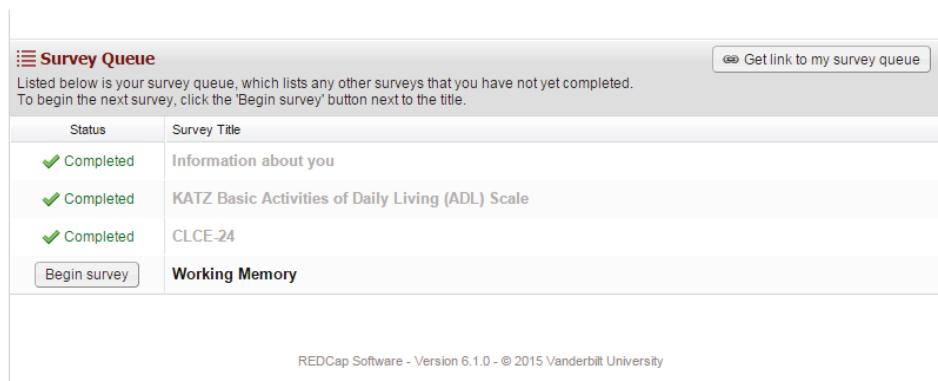 Survey Queue
Get link to my survey queue
Listed below is your survey queue, which lists any other surveys that you have not yet completed.
To begin the next survey, click the 'Begin survey' button next to the title.
Status Survey Title
Completed Information about you
Completed KATZ Basic Activities of Daily Living (ADL) Scale
Completed CLCE-24
Begin survey Working Memory
REDCap Software - Version 6.1.0 - © 2015 Vanderbilt University